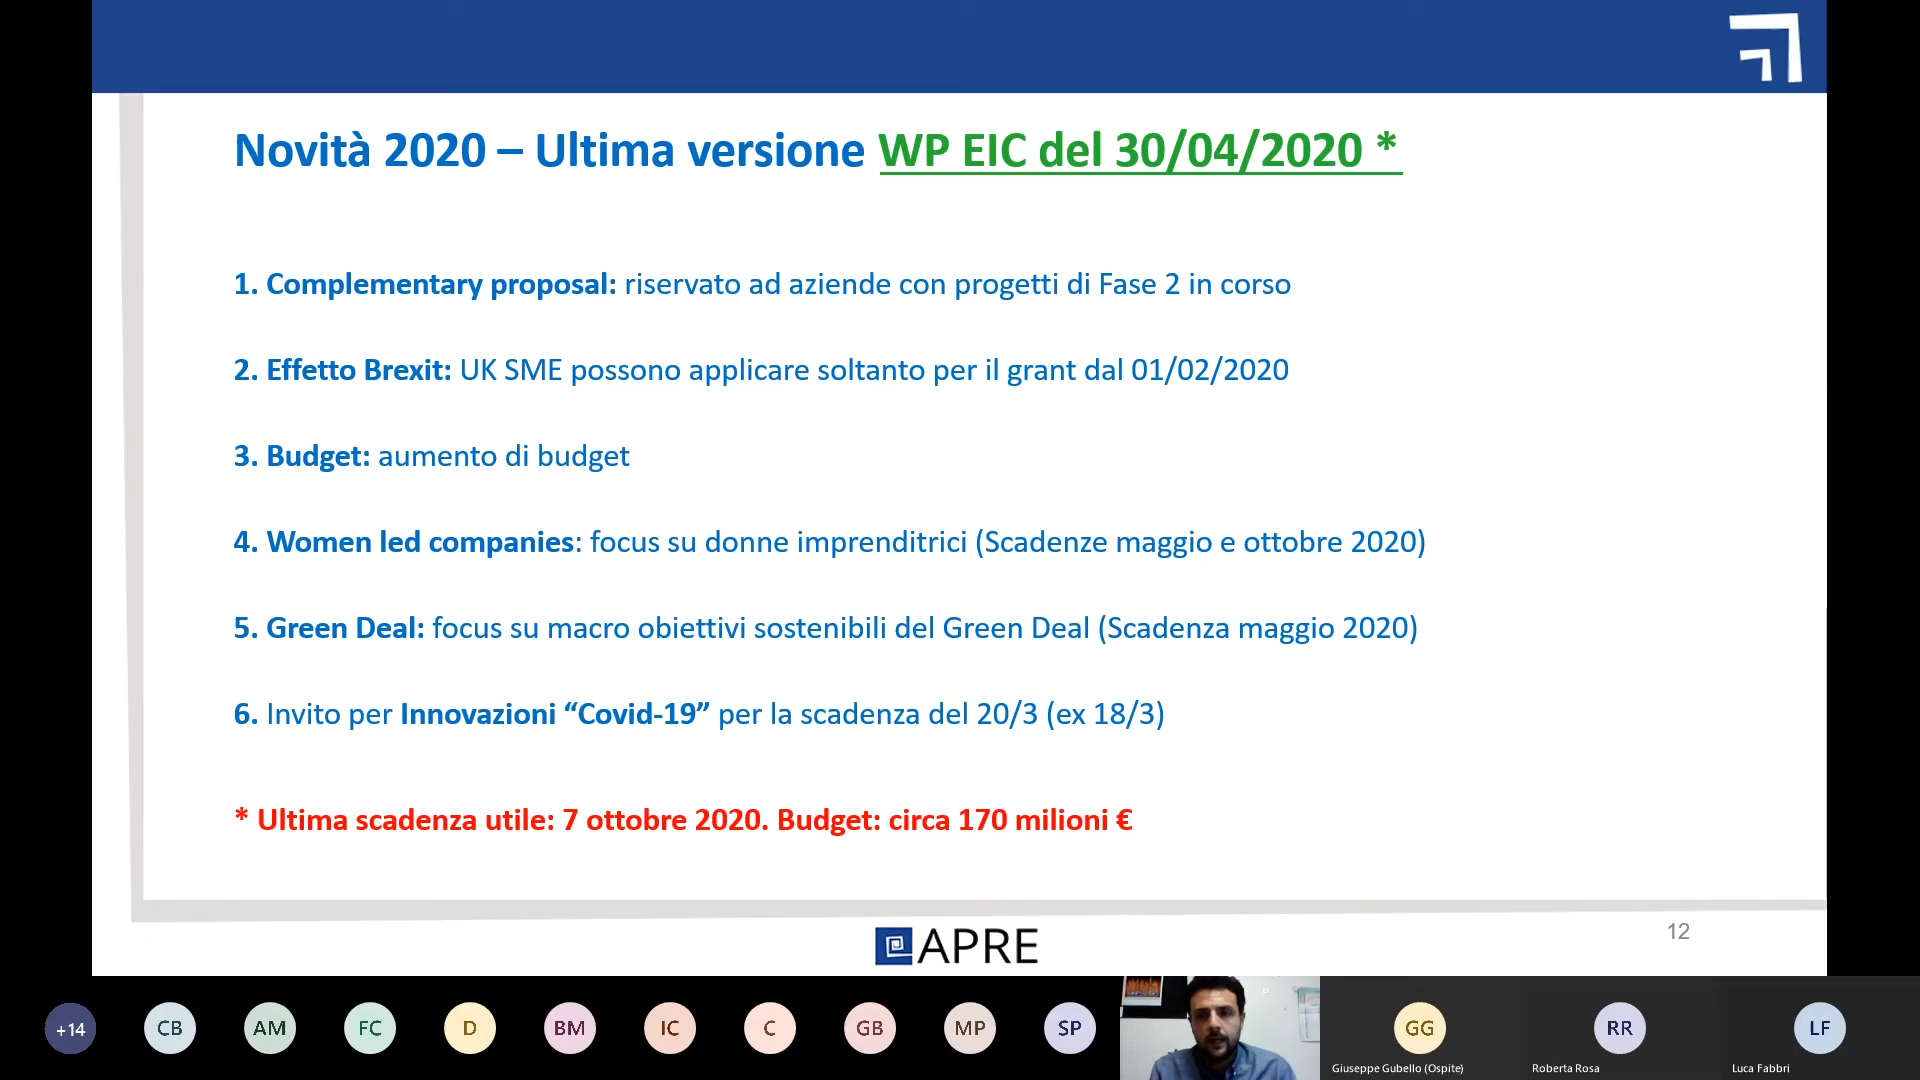 Novità 2020 – Ultima versione WP EIC del 30/04/2020 *
1. Complementary proposal: riservato ad aziende con progetti di Fase 2 in corso
2. Effetto Brexit: UK SME possono applicare soltanto per il grant dal 01/02/2020
3. Budget: aumento di budget
4. Women led companies: focus su donne imprenditrici (Scadenze maggio e ottobre 2020)
5. Green Deal: focus su macro obiettivi sostenibili del Green Deal (Scadenza maggio 2020)
6. Invito per Innovazioni “Covid-19” per la scadenza del 20/3 (ex 18/3)
* Ultima scadenza utile: 7 ottobre 2020. Budget: circa 170 milioni €
APRE
12
+14 CB AM FC D BM IC C GB MP SP GG RR LF
Giuseppe Gubello (Ospite) Roberta Rosa Luca Fabbri